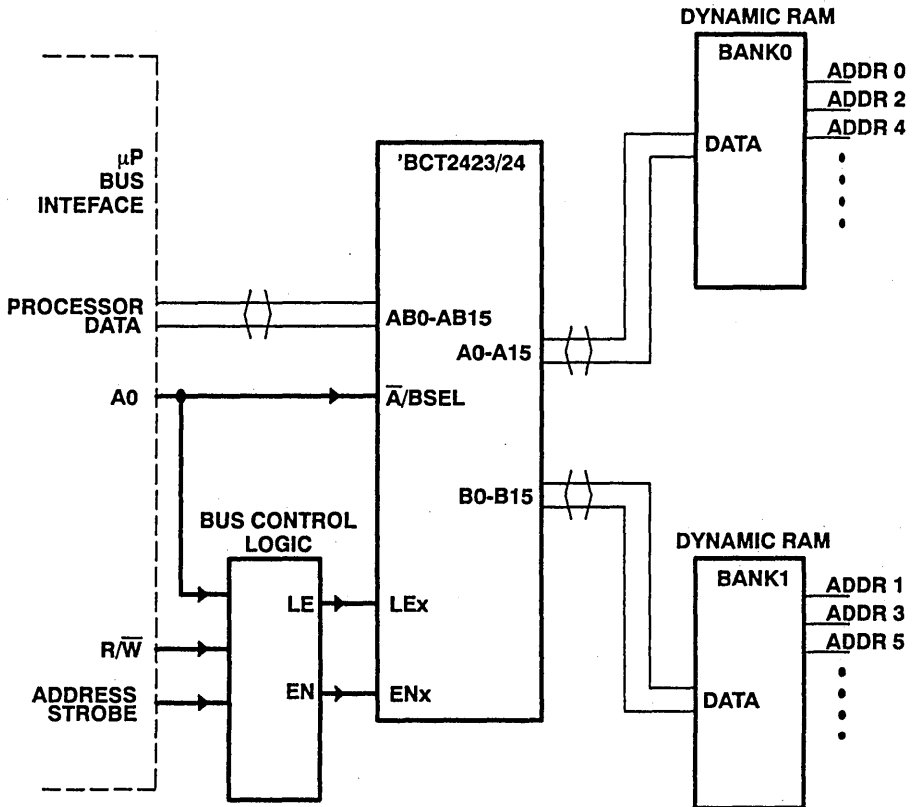 DYNAMIC RAM
BANK0
ADDR 0
ADDR 2
ADDR 4
DATA
μP
BUS
INTEFACE
'BCT2423/24
PROCESSOR
DATA
AB0-AB15
A0-A15
A0
A̅/BSEL
B0-B15
BUS CONTROL
LOGIC
DYNAMIC RAM
BANK1
ADDR 1
ADDR 3
ADDR 5
LE
LEx
R/W̅
EN
ENx
ADDRESS
STROBE
DATA